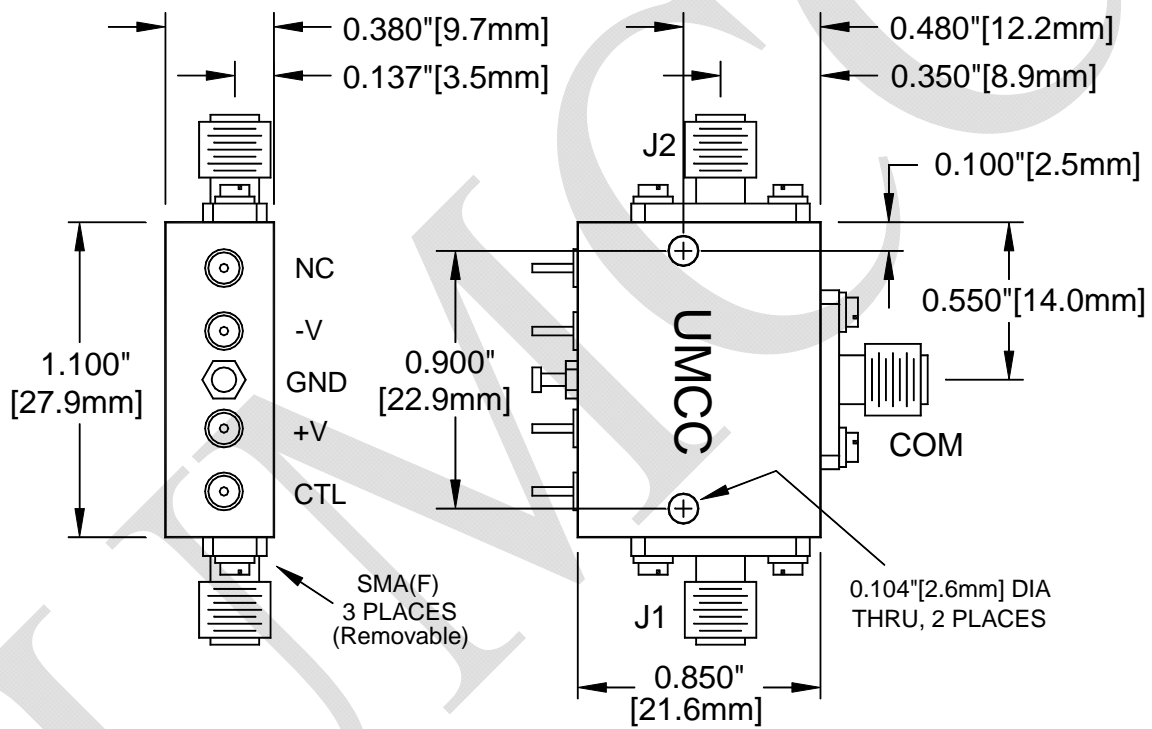 0.380"[9.7mm]
0.137"[3.5mm]
0.480"[12.2mm]
0.350"[8.9mm]
J2
0.100"[2.5mm]
NC
-V
GND
+V
CTL
1.100"
[27.9mm]
0.900"
[22.9mm]
UMCC
0.550"[14.0mm]
COM
SMA(F)
3 PLACES
(Removable)
J1
0.104"[2.6mm] DIA
THRU, 2 PLACES
0.850"
[21.6mm]
UMCC